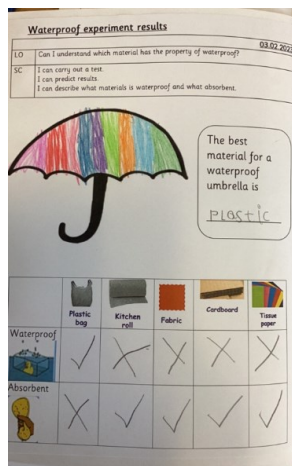 Waterproof experiment results
03.02.202
LO Can I understand which material has the property of waterproof?
SC I can carry out a test.
I can predict results.
I can describe what materials is waterproof and what absorbent.
The best
material for a
waterproof
umbrella is
plastic
Plastic bag Kitchen roll Fabric Cardboard Tissue paper
Waterproof
Absorbent